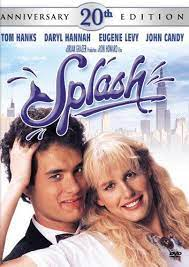 ANNIVERSARY 20th EDITION
TOM HANKS DARYL HANNAH EUGENE LEVY JOHN CANDY
Splash
DVD